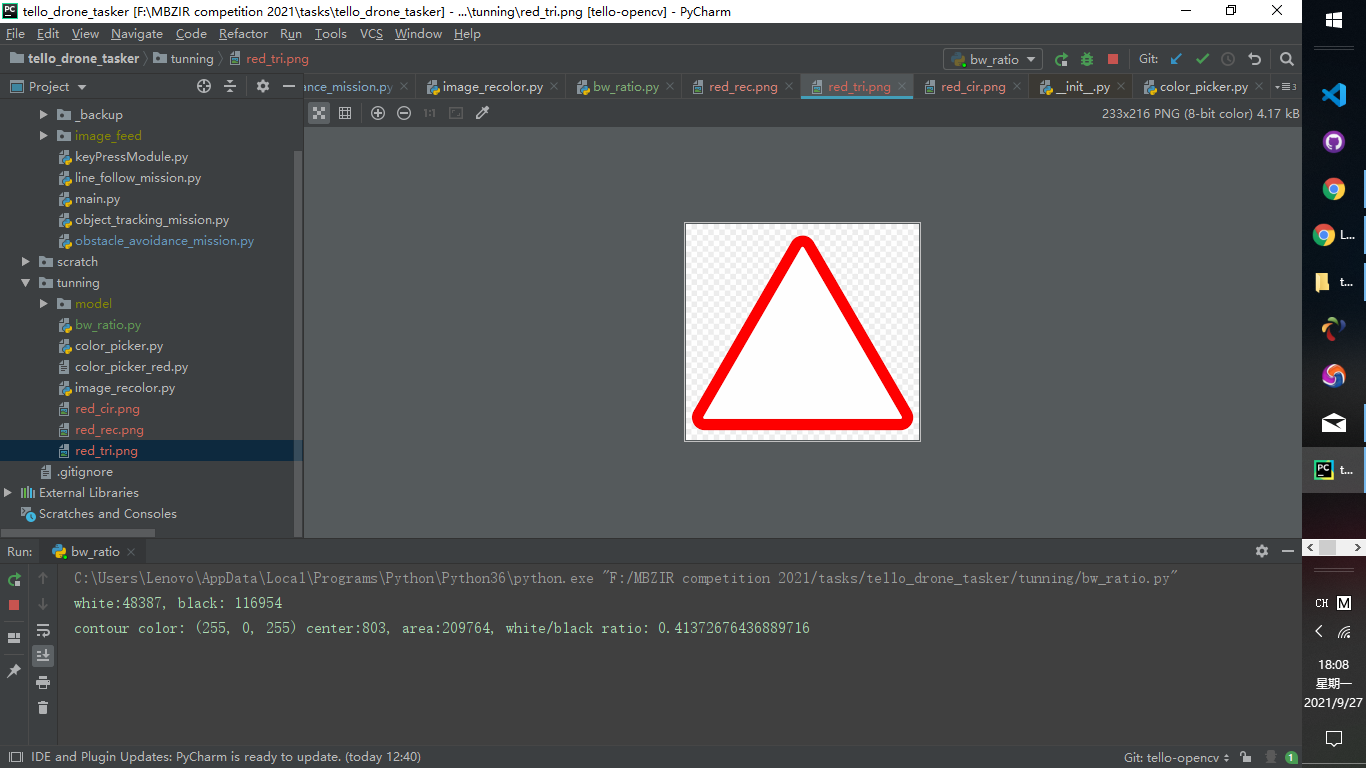 tello_drone_tasker [F:\MBZIR competition 2021\tasks\tello_drone_tasker] - ...\tunning\red_tri.png [tello-opencv] - PyCharm
File Edit View Navigate Code Refactor Run Tools VCS Window Help
tello_drone_tasker tunning red_tri.png bw_ratio Git:
Project ance_mission.py image_recolor.py bw_ratio.py red_rec.png red_tri.png red_cir.png __init__.py color_picker.py 3
1:1 233x216 PNG (8-bit color) 4.17 kB
_backup
image_feed
keyPressModule.py
line_follow_mission.py
main.py
object_tracking_mission.py
obstacle_avoidance_mission.py
scratch
tunning
model
bw_ratio.py
color_picker.py
color_picker_red.py
image_recolor.py
red_cir.png
red_rec.png
red_tri.png
.gitignore
External Libraries
Scratches and Consoles
Run: bw_ratio
C:\Users\Lenovo\AppData\Local\Programs\Python\Python36\python.exe "F:/MBZIR competition 2021/tasks/tello_drone_tasker/tunning/bw_ratio.py"
white:48387, black: 116954
contour color: (255, 0, 255) center:803, area:209764, white/black ratio: 0.41372676436889716
IDE and Plugin Updates: PyCharm is ready to update. (today 12:40)
Git: tello-opencv 1
L...
t...
PC t...
CH M
18:08
星期一
2021/9/27